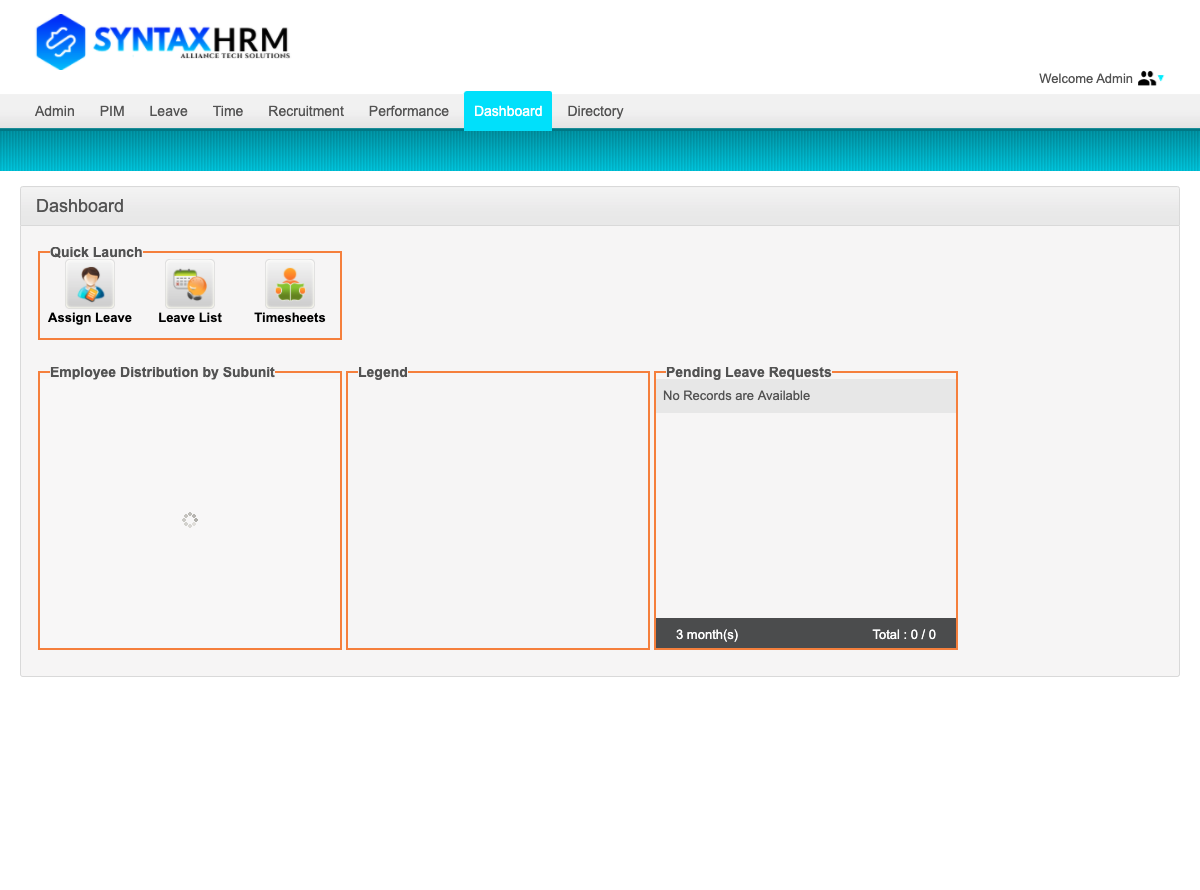 SYNTAXHRM
ALLIANCE TECH SOLUTIONS
Welcome Admin
Admin PIM Leave Time Recruitment Performance Dashboard Directory
Dashboard
Quick Launch
Assign Leave Leave List Timesheets
Employee Distribution by Subunit Legend Pending Leave Requests
No Records are Available
3 month(s) Total : 0 / 0